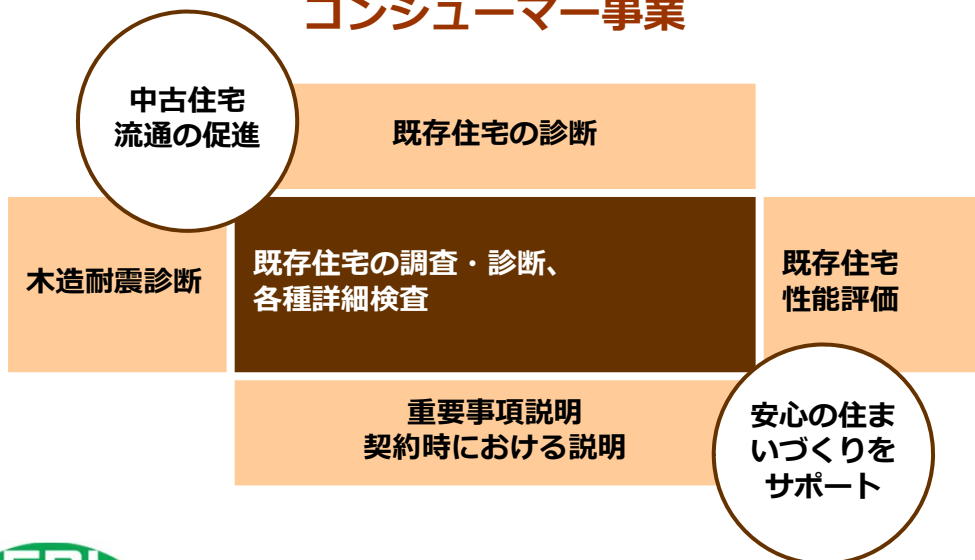 コンシューマー事業
中古住宅
流通の促進
既存住宅の診断
木造耐震診断
既存住宅の調査・診断、
各種詳細検査
既存住宅
性能評価
重要事項説明
契約時における説明
安心の住ま
いづくりを
サポート